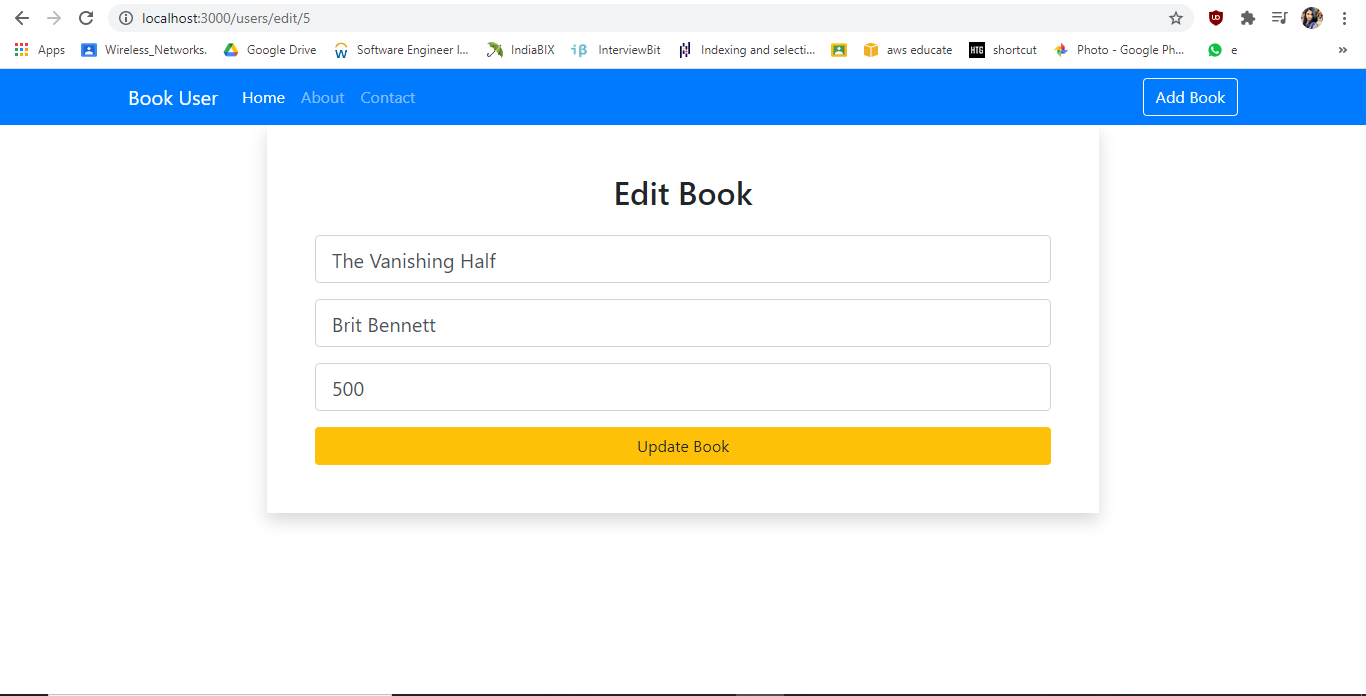 localhost:3000/users/edit/5
Apps Wireless_Networks. Google Drive Software Engineer I... IndiaBIX InterviewBit Indexing and selecti... aws educate HTG shortcut Photo - Google Ph... e »
Book User Home About Contact Add Book
Edit Book
The Vanishing Half
Brit Bennett
500
Update Book